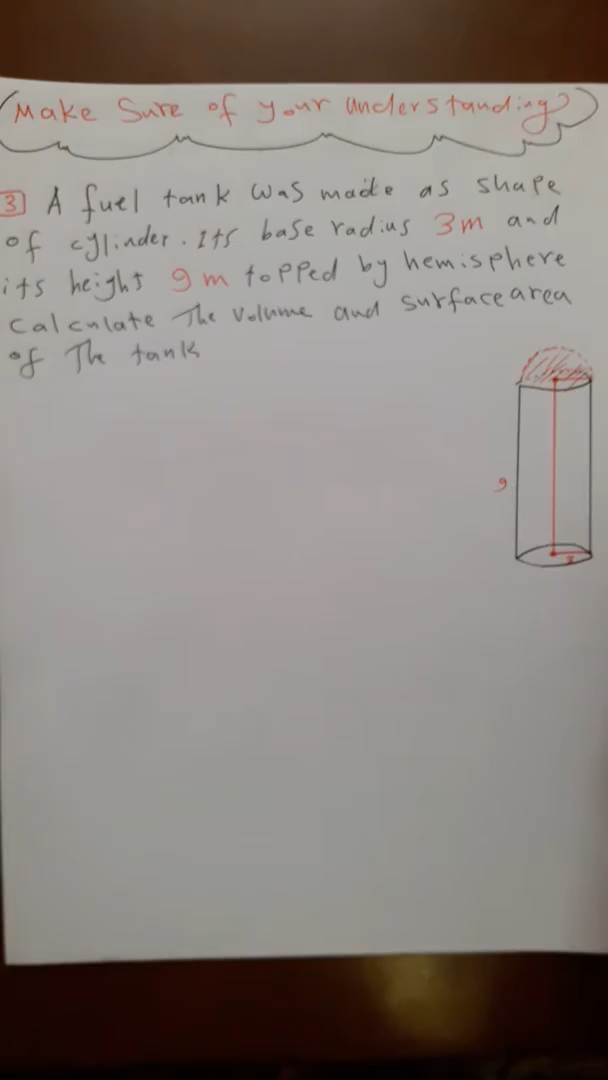 Make Sure of your Understanding
3 A fuel tank was made as shape
of cylinder. Its base radius 3m and
its height 9m topped by hemisphere
Calculate The volume and surface area
of The tank
9
3